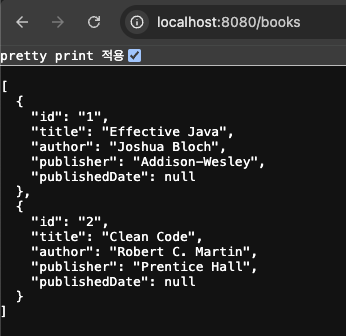 localhost:8080/books
pretty print 적용
[
  {
    "id": "1",
    "title": "Effective Java",
    "author": "Joshua Bloch",
    "publisher": "Addison-Wesley",
    "publishedDate": null
  },
  {
    "id": "2",
    "title": "Clean Code",
    "author": "Robert C. Martin",
    "publisher": "Prentice Hall",
    "publishedDate": null
  }
]